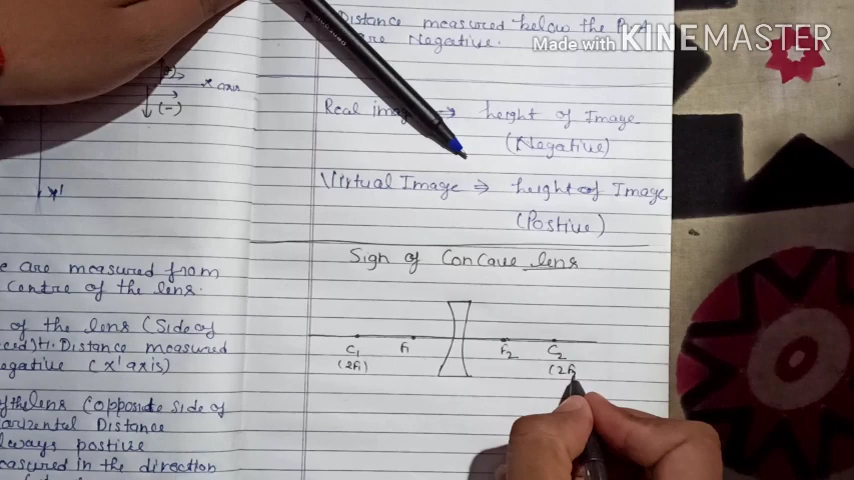 Distance measured below the
are Negative.
Made with KINEMASTER
(-)
x'
e are measured from
centre of the lens.
of the lens (Side of
ced) H. Distance measured
egative (x' axis)
of the lens (opposite side of
Horizental Distance
lways postive
easured in the direction
Real image → height of Image
(Negative)
Virtual Image ⇒ height of Image
(Postive)
Sign of Concave lens
C₁ F₁ F₂ C₂
(2F₁) (2F